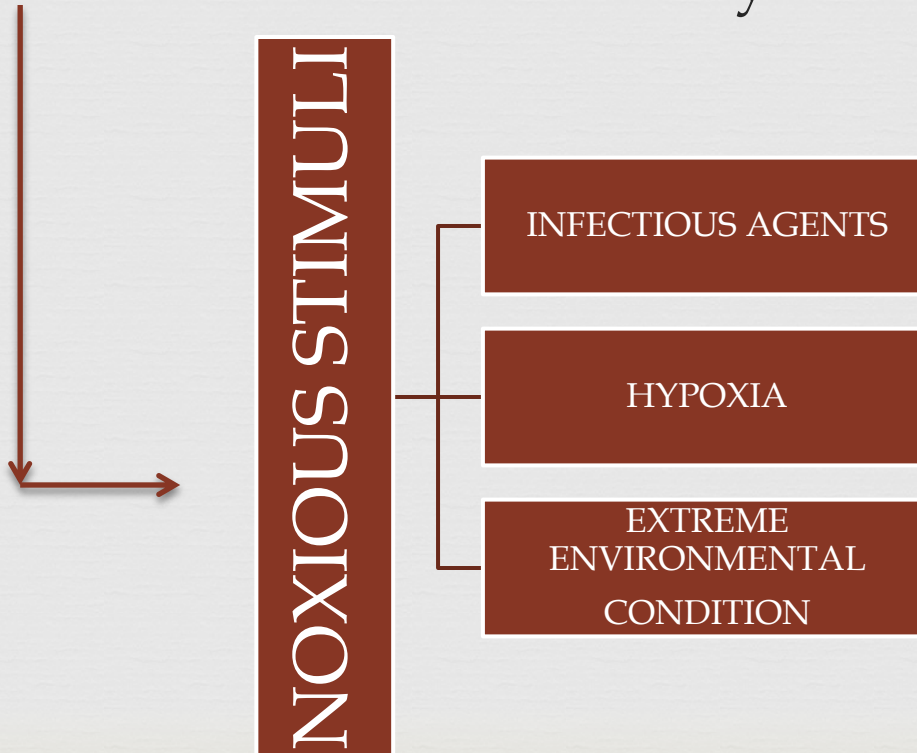 NOXIOUS STIMULI
INFECTIOUS AGENTS
HYPOXIA
EXTREME
ENVIRONMENTAL
CONDITION